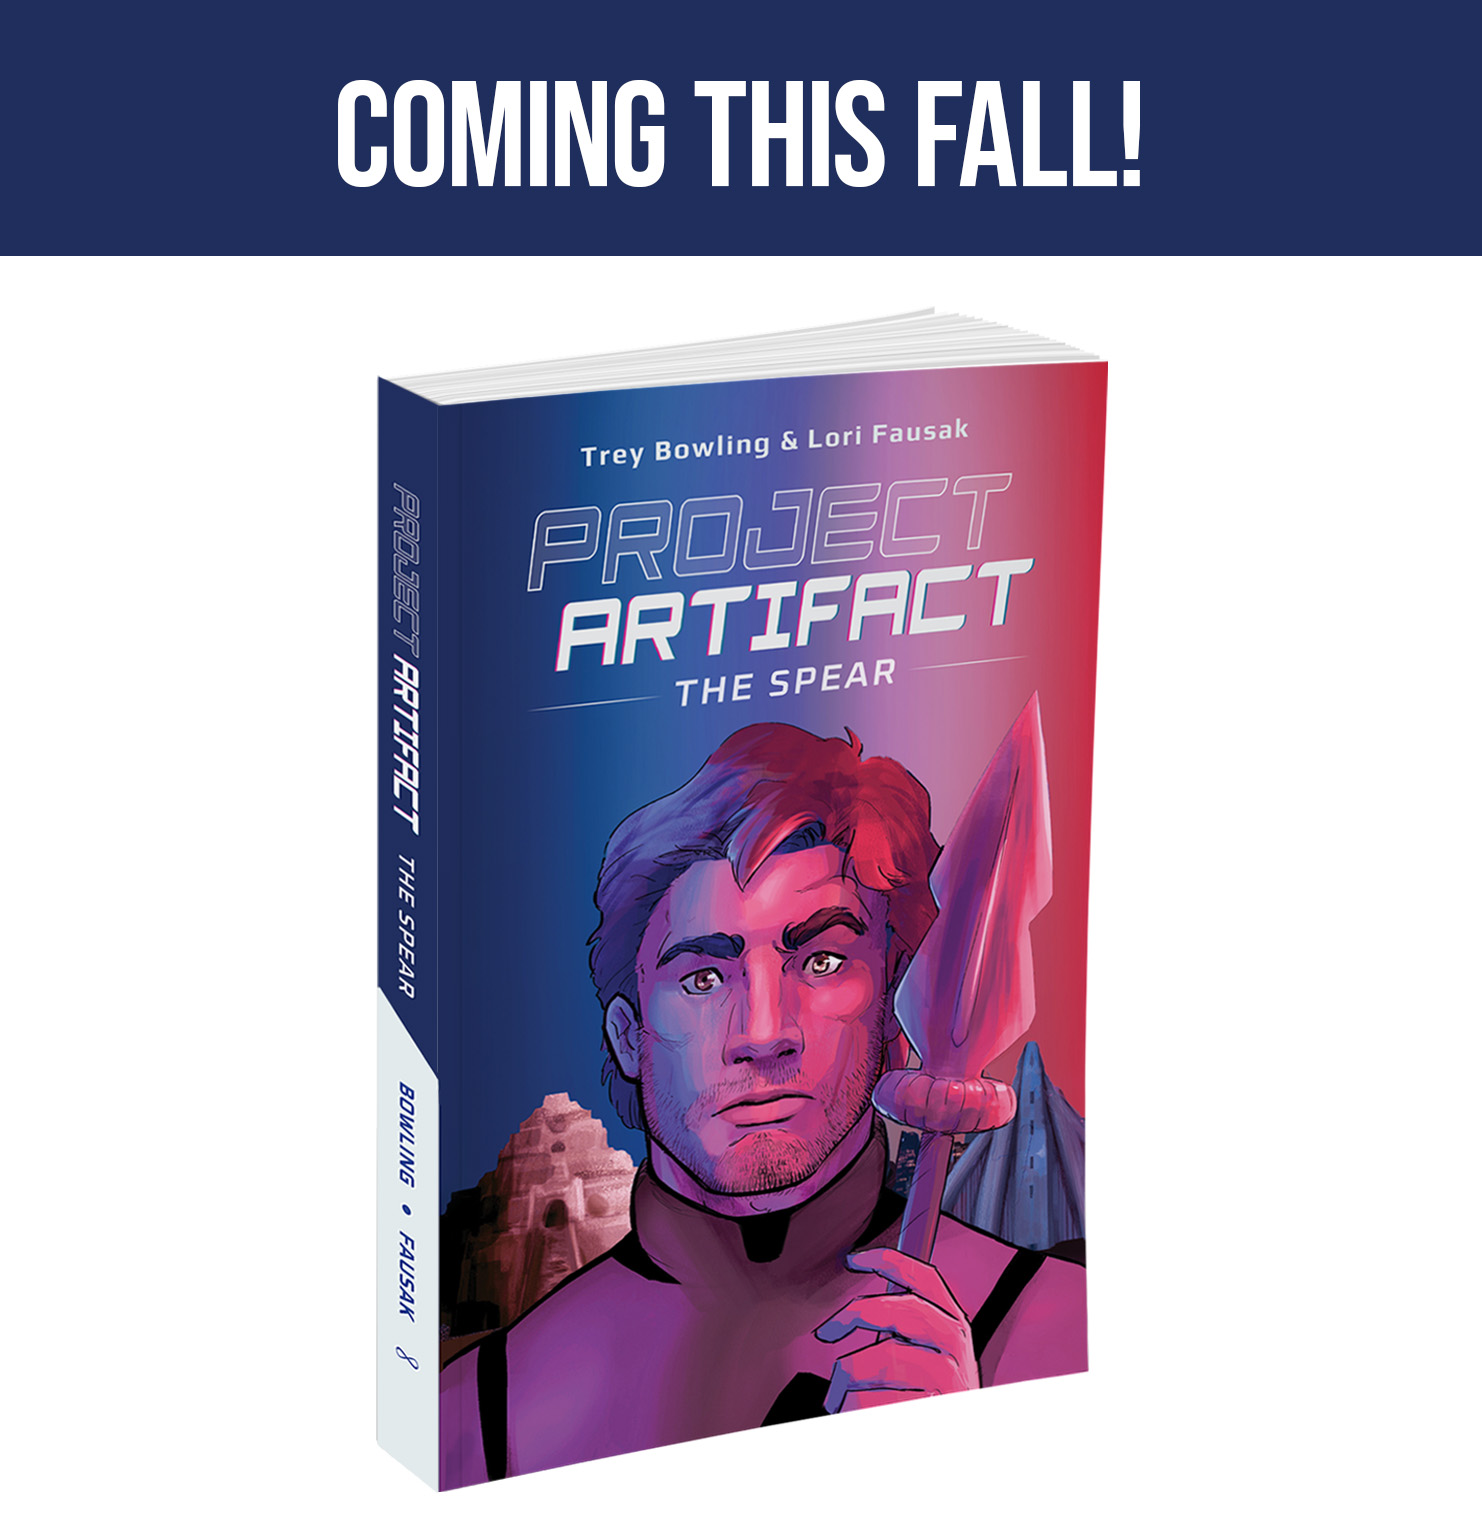 COMING THIS FALL!
Trey Bowling & Lori Fausak
PROJECT
ARTIFACT
THE SPEAR
PROJECT ARTIFACT THE SPEAR
BOWLING • FAUSAK